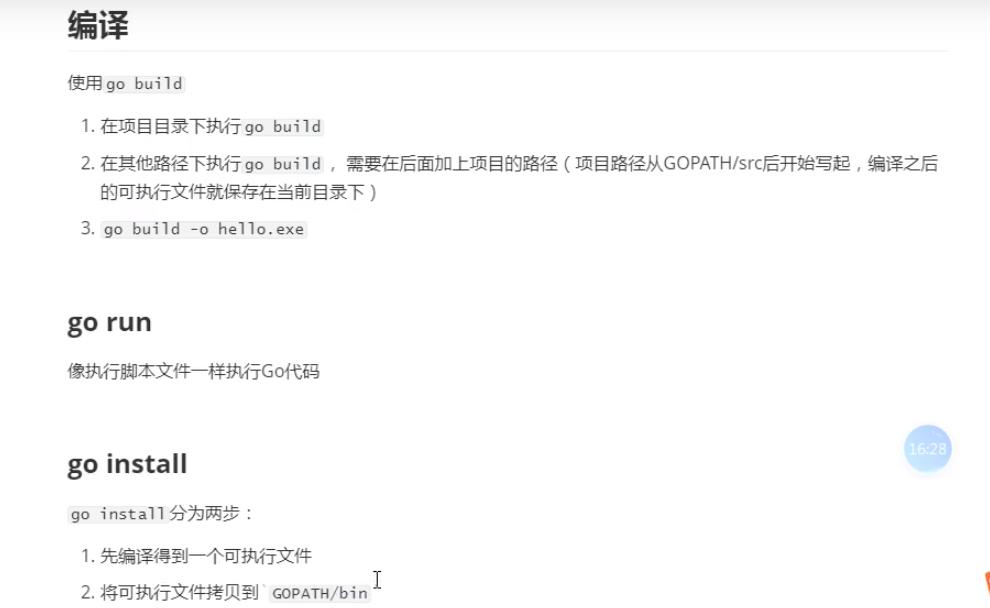 编译
使用go build
1. 在项目目录下执行go build
2. 在其他路径下执行go build ，需要在后面加上项目的路径（项目路径从GOPATH/src后开始写起，编译之后
的可执行文件就保存在当前目录下）
3. go build -o hello.exe
go run
像执行脚本文件一样执行Go代码
16:28
go install
go install分为两步：
1. 先编译得到一个可执行文件
2. 将可执行文件拷贝到`GOPATH/bin